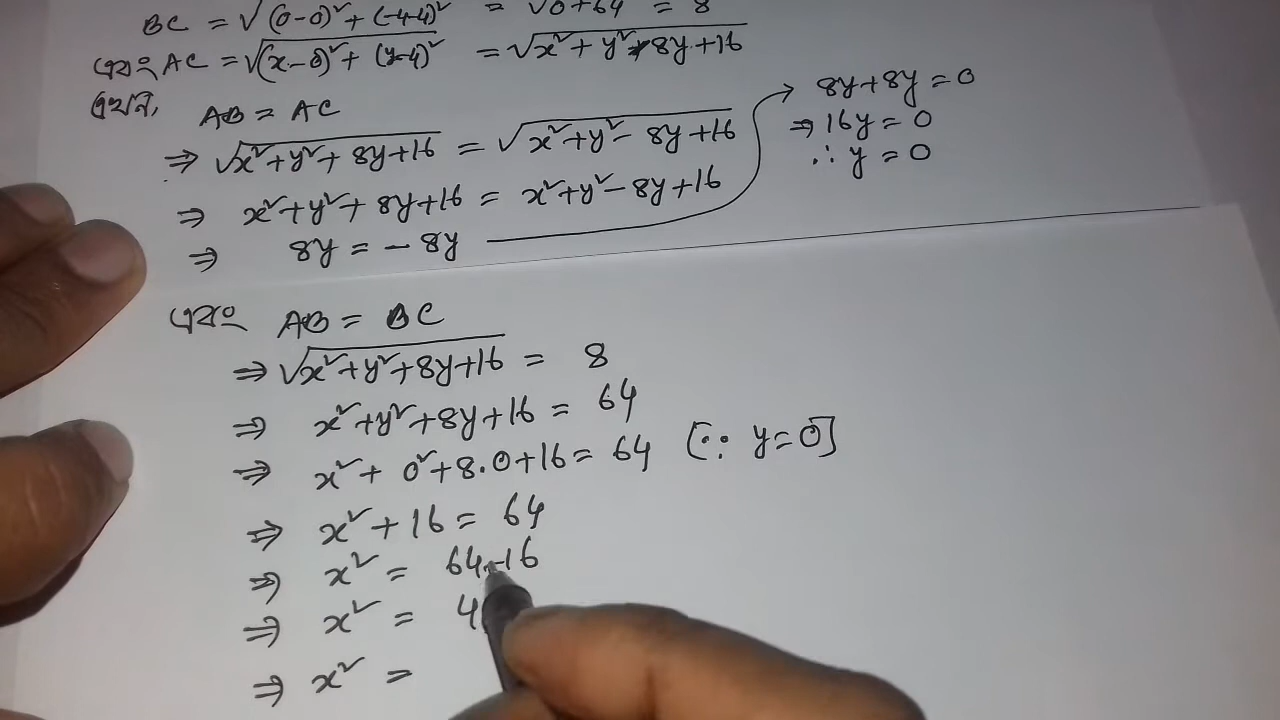 BC = √(0-0)²+(-4-4)² = √0+64 = 8
এবং AC = √(x-0)²+(y-4)² = √x²+y²-8y+16
এখন, AB = AC
⇒ √x²+y²+8y+16 = √x²+y²-8y+16
⇒ x²+y²+8y+16 = x²+y²-8y+16
⇒ 8y = -8y
8y+8y=0
⇒ 16y=0
∴ y=0
এবং AB = BC
⇒ √x²+y²+8y+16 = 8
⇒ x²+y²+8y+16 = 64
⇒ x²+0²+8.0+16=64 [∵ y=0]
⇒ x²+16=64
⇒ x² = 64-16
⇒ x² = 4
⇒ x² =